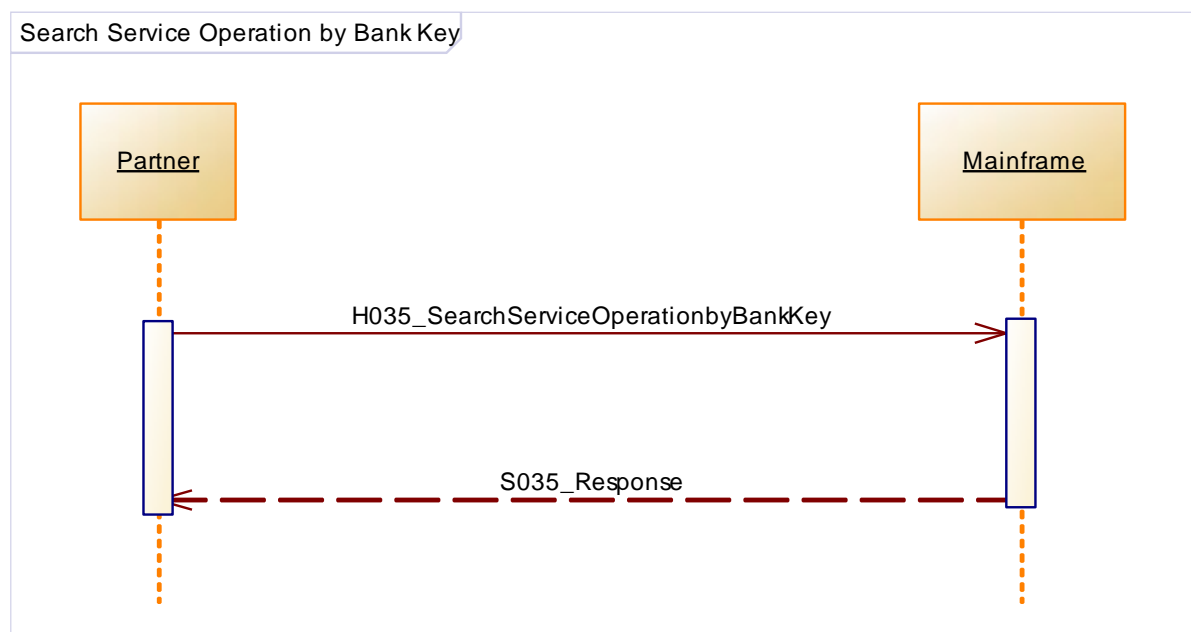 Search Service Operation by Bank Key
Partner
Mainframe
H035_SearchServiceOperationbyBankKey
S035_Response